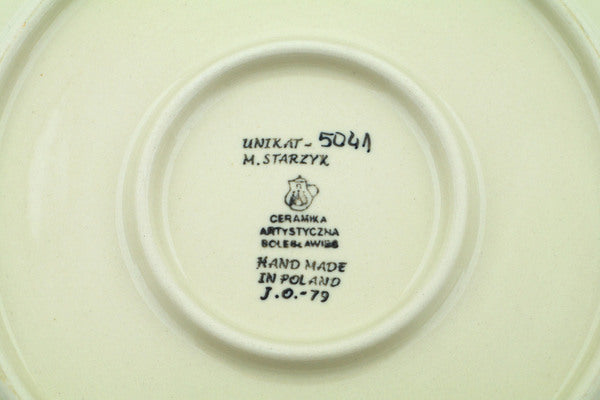 UNIKAT - 5041
M. STARZYK
CERAMIKA
ARTYSTYCZNA
BOLESŁAWIEC
HAND MADE
IN POLAND
J.O.-79